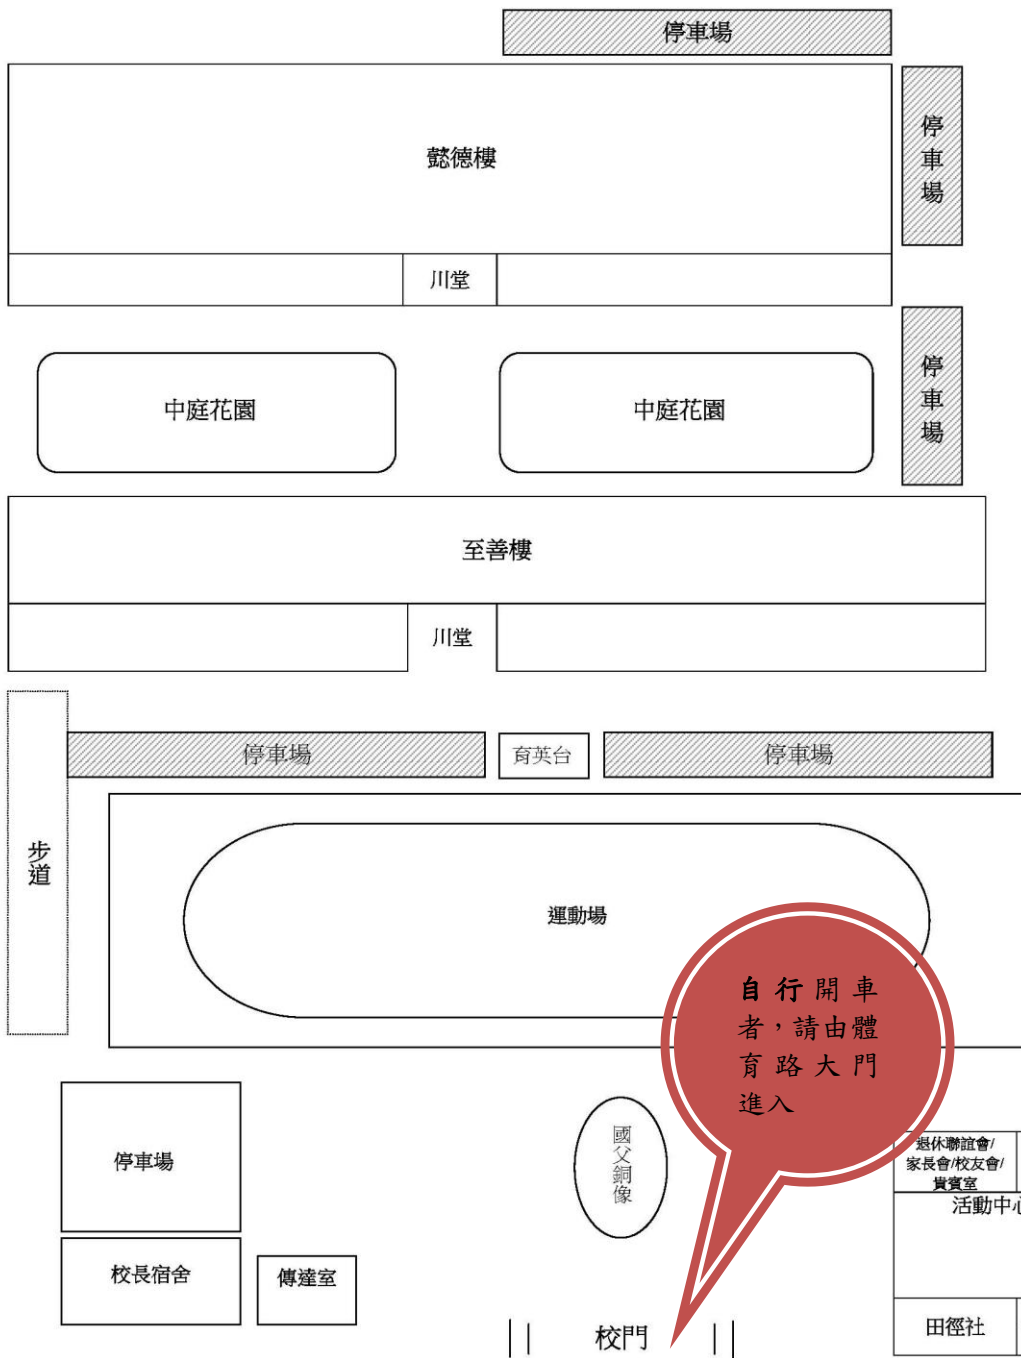 停車場
停車場
懿德樓
川堂
停車場
中庭花園
中庭花園
至善樓
川堂
停車場
育英台
停車場
步道
運動場
自行開車
者，請由體
育路大門
進入
國父銅像
停車場
退休聯誼會/
家長會/校友會/
貴賓室
活動中心
校長宿舍
傳達室
田徑社
校門